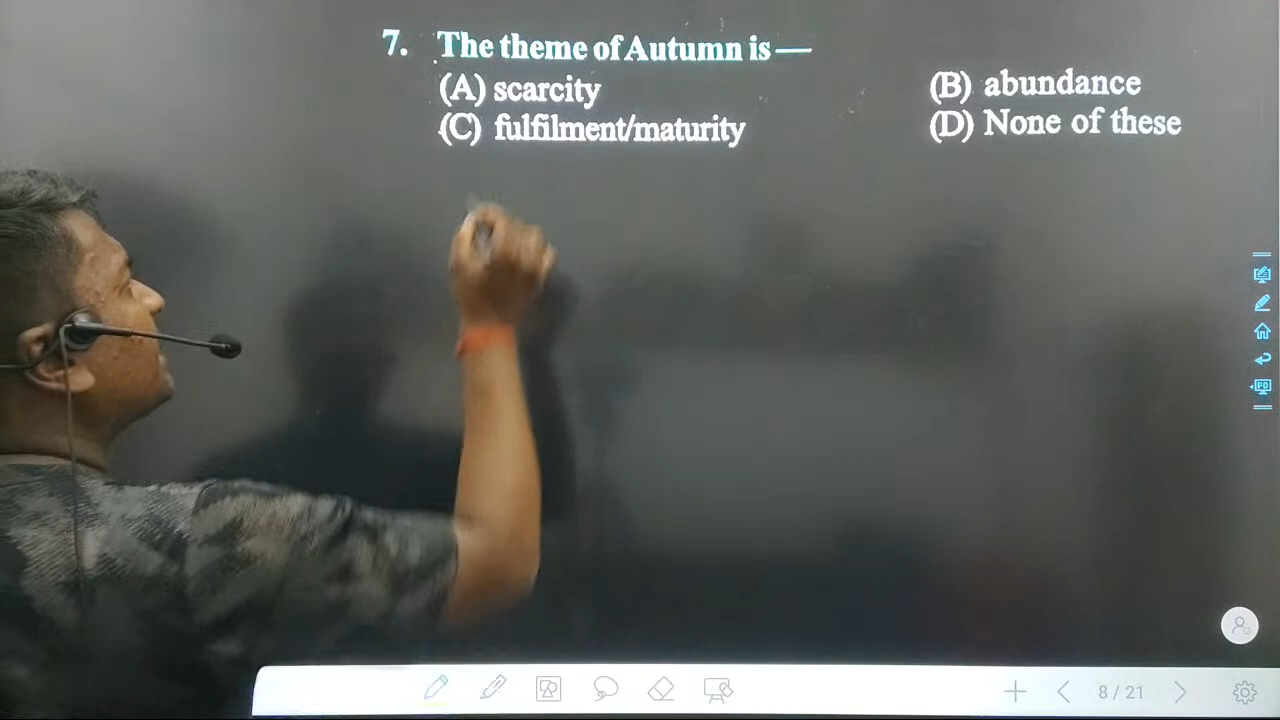 7. The theme of Autumn is —
(A) scarcity (B) abundance
(C) fulfilment/maturity (D) None of these
8 / 21